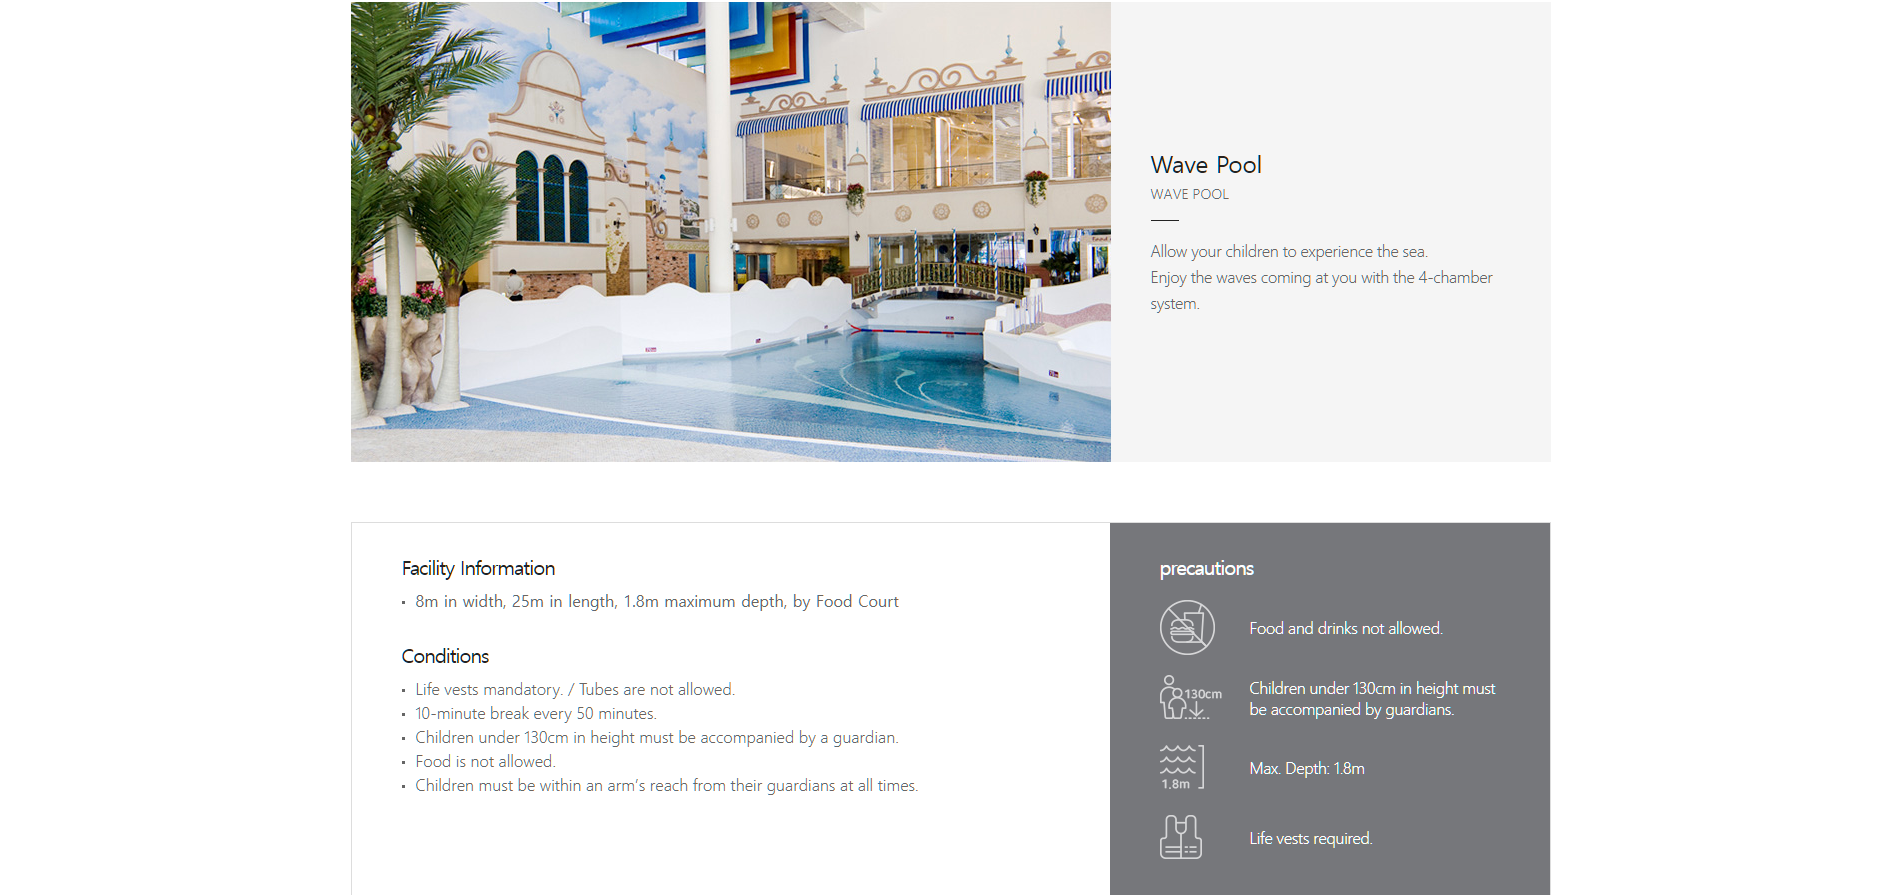 Wave Pool
WAVE POOL
Allow your children to experience the sea.
Enjoy the waves coming at you with the 4-chamber
system.
Facility Information
8m in width, 25m in length, 1.8m maximum depth, by Food Court
Conditions
Life vests mandatory. / Tubes are not allowed.
10-minute break every 50 minutes.
Children under 130cm in height must be accompanied by a guardian.
Food is not allowed.
Children must be within an arm's reach from their guardians at all times.
precautions
Food and drinks not allowed.
130cm
Children under 130cm in height must
be accompanied by guardians.
1.8m
Max. Depth: 1.8m
Life vests required.